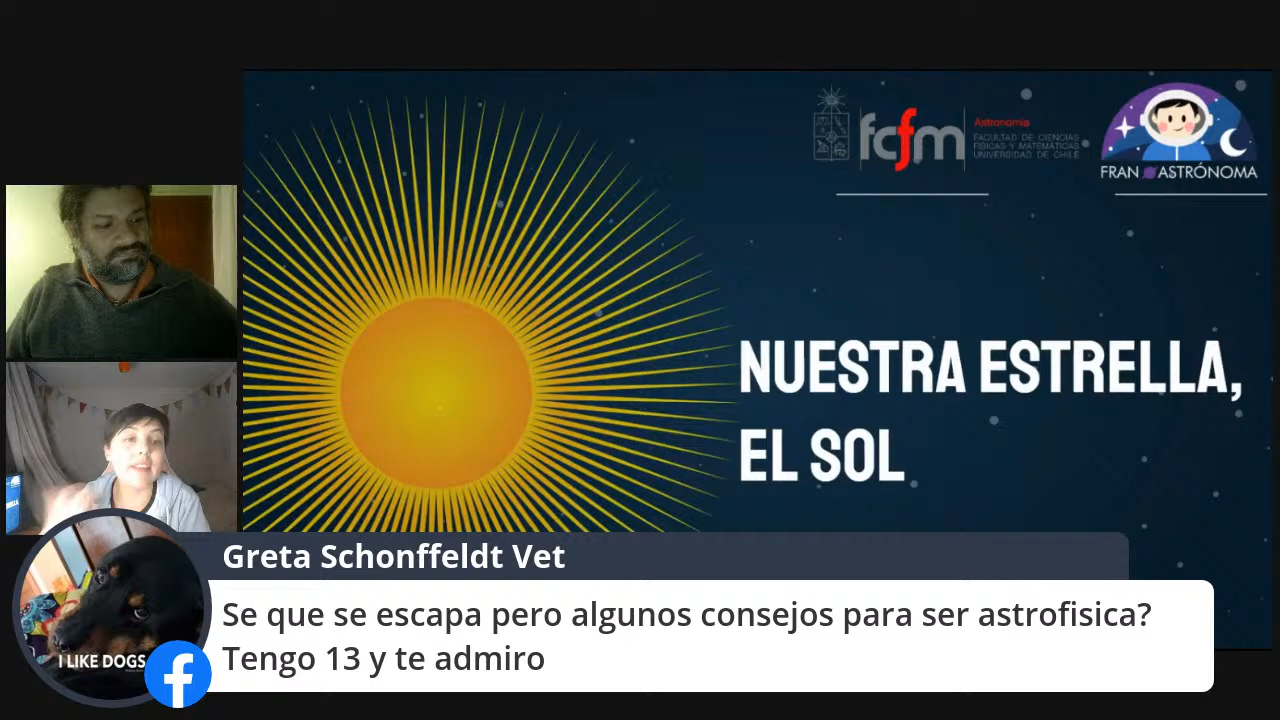 fcfm
Astronomía
FACULTAD DE CIENCIAS
FÍSICAS Y MATEMÁTICAS
UNIVERSIDAD DE CHILE
FRAN ASTRÓNOMA
NUESTRA ESTRELLA,
EL SOL
Greta Schonffeldt Vet
Se que se escapa pero algunos consejos para ser astrofisica?
Tengo 13 y te admiro
I LIKE DOGS